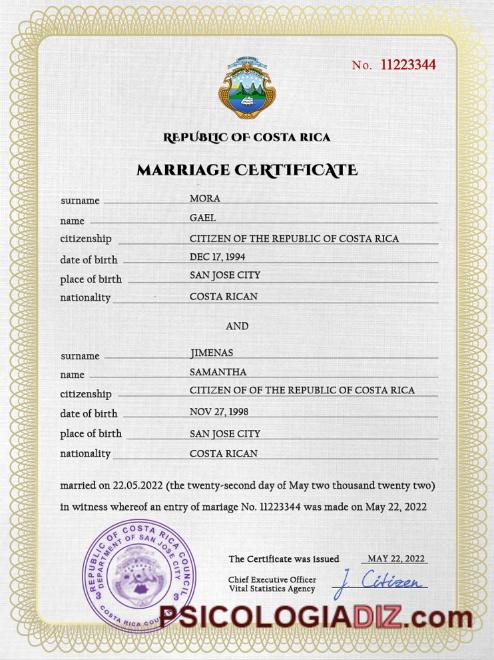 No. 11223344
REPUBLIC OF COSTA RICA
MARRIAGE CERTIFICATE
surname MORA
name GAEL
citizenship CITIZEN OF THE REPUBLIC OF COSTA RICA
date of birth DEC 17, 1994
place of birth SAN JOSE CITY
nationality COSTA RICAN
AND
surname JIMENAS
name SAMANTHA
citizenship CITIZEN OF OF THE REPUBLIC OF COSTA RICA
date of birth NOV 27, 1998
place of birth SAN JOSE CITY
nationality COSTA RICAN
married on 22.05.2022 (the twenty-second day of May two thousand twenty two)
in witness whereof an entry of mariage No. 11223344 was made on May 22, 2022
REPUBLIC OF COSTA RICA COUNCIL
DEPARTMENT OF SAN JOSE CITY
3 3
The Certificate was issued MAY 22, 2022
Chief Executive Officer
Vital Statistics Agency
J Citizen
COSTA RICA
PSICOLOGIADIZ.com